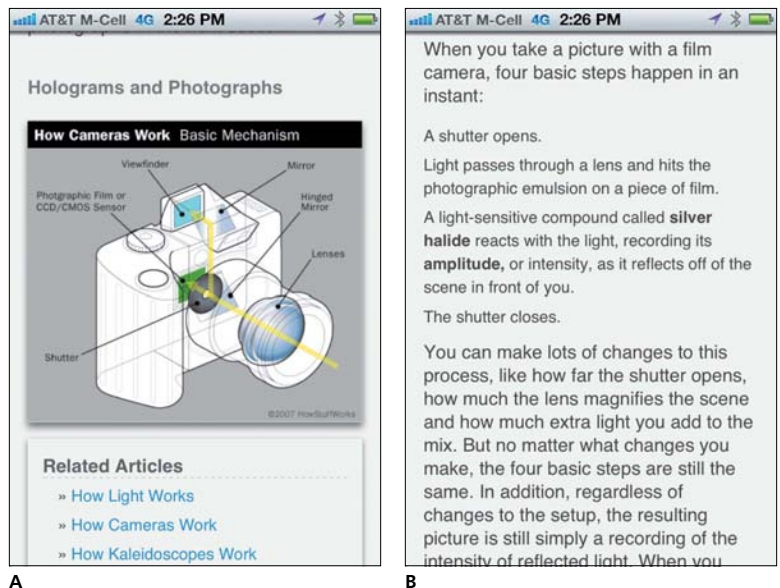 AT&T M-Cell 4G 2:26 PM
Holograms and Photographs
How Cameras Work Basic Mechanism
Viewfinder
Mirror
Photgraphic Film or
CCD/CMOS Sensor
Hinged
Mirror
Lenses
Shutter
©2007 HowStuffWorks
Related Articles
» How Light Works
» How Cameras Work
» How Kaleidoscopes Work
A
AT&T M-Cell 4G 2:26 PM
When you take a picture with a film
camera, four basic steps happen in an
instant:
A shutter opens.
Light passes through a lens and hits the
photographic emulsion on a piece of film.
A light-sensitive compound called silver
halide reacts with the light, recording its
amplitude, or intensity, as it reflects off of the
scene in front of you.
The shutter closes.
You can make lots of changes to this
process, like how far the shutter opens,
how much the lens magnifies the scene
and how much extra light you add to the
mix. But no matter what changes you
make, the four basic steps are still the
same. In addition, regardless of
changes to the setup, the resulting
picture is still simply a recording of the
intensity of reflected light. When you
B